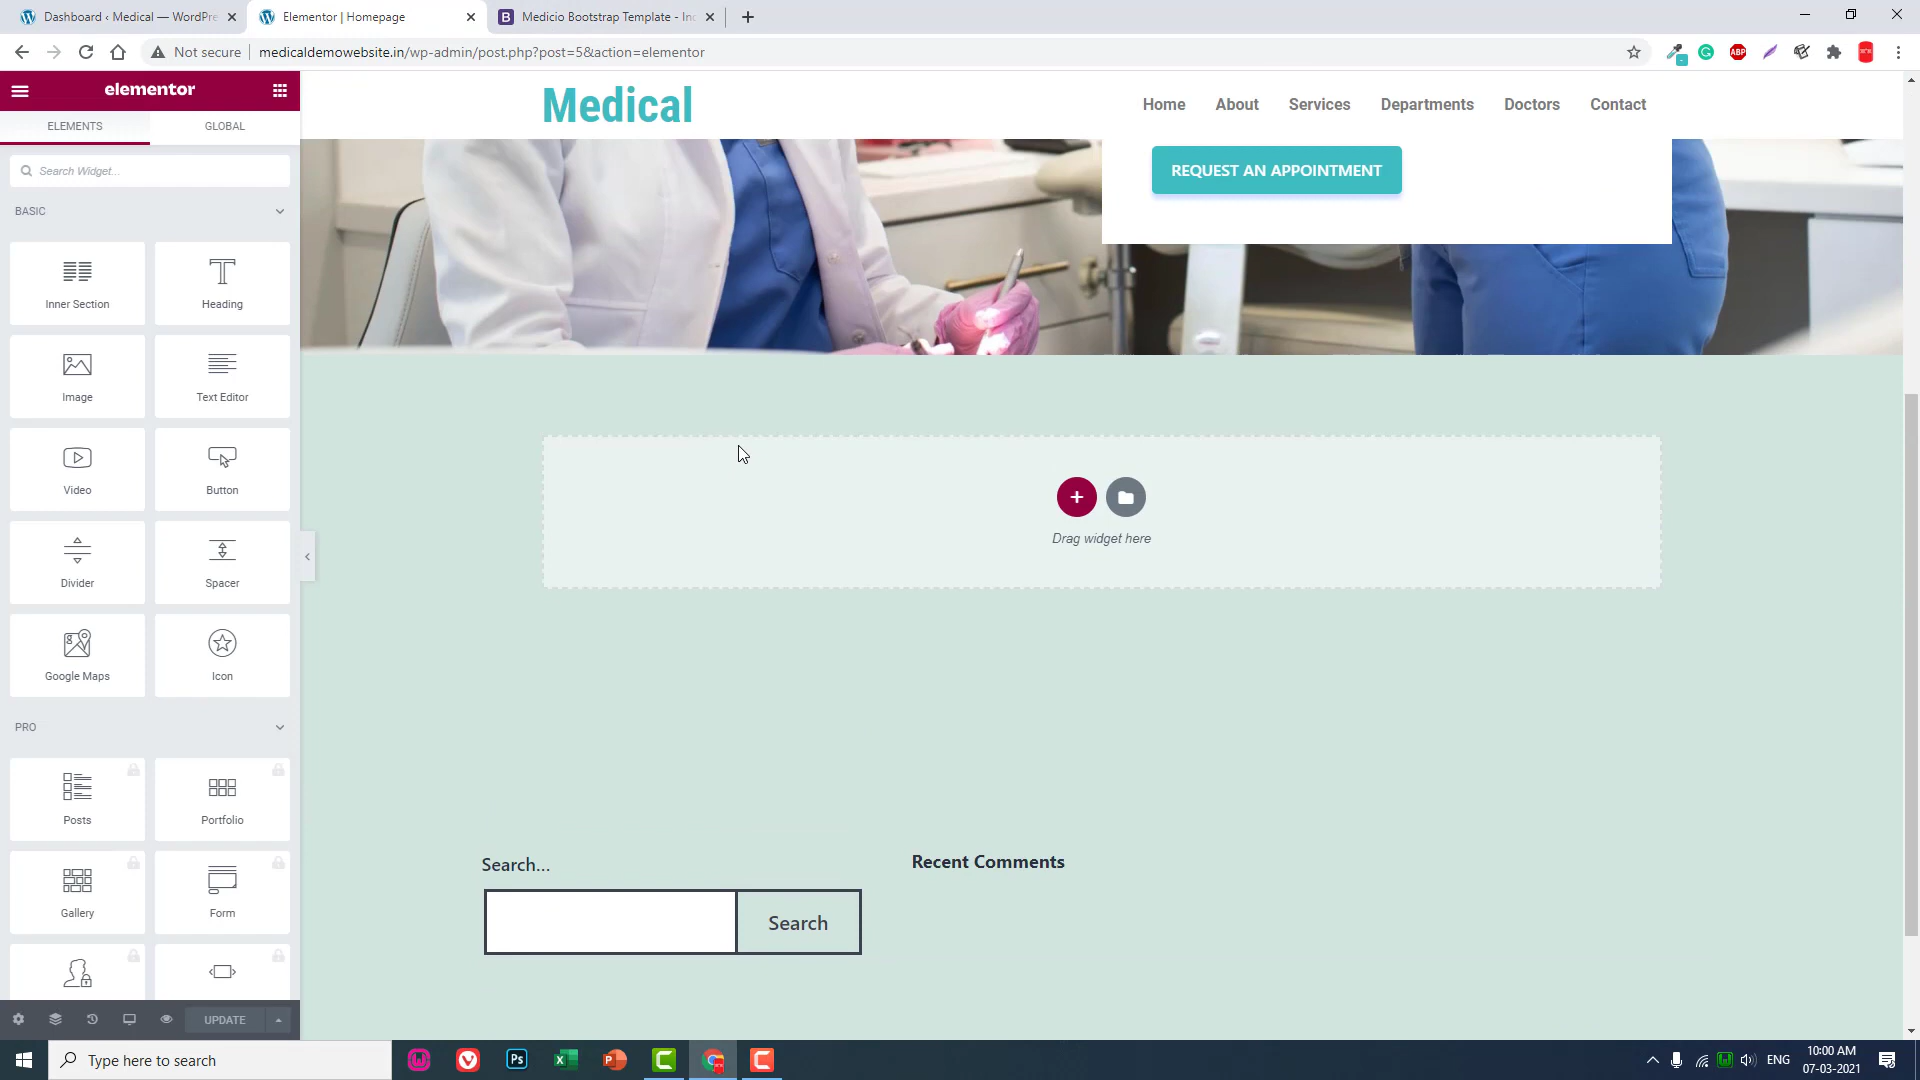 Dashboard ‹ Medical — WordPre
Elementor | Homepage
Medicio Bootstrap Template - Ind
Not secure
medicaldemowebsite.in/wp-admin/post.php?post=5&action=elementor
ABP
elementor
ELEMENTS
GLOBAL
Search Widget...
BASIC
Inner Section
Heading
Image
Text Editor
Video
Button
Divider
Spacer
Google Maps
Icon
PRO
Posts
Portfolio
Gallery
Form
UPDATE
Medical
Home
About
Services
Departments
Doctors
Contact
REQUEST AN APPOINTMENT
Drag widget here
Search...
Search
Recent Comments
Type here to search
Ps
ENG
10:00 AM
07-03-2021